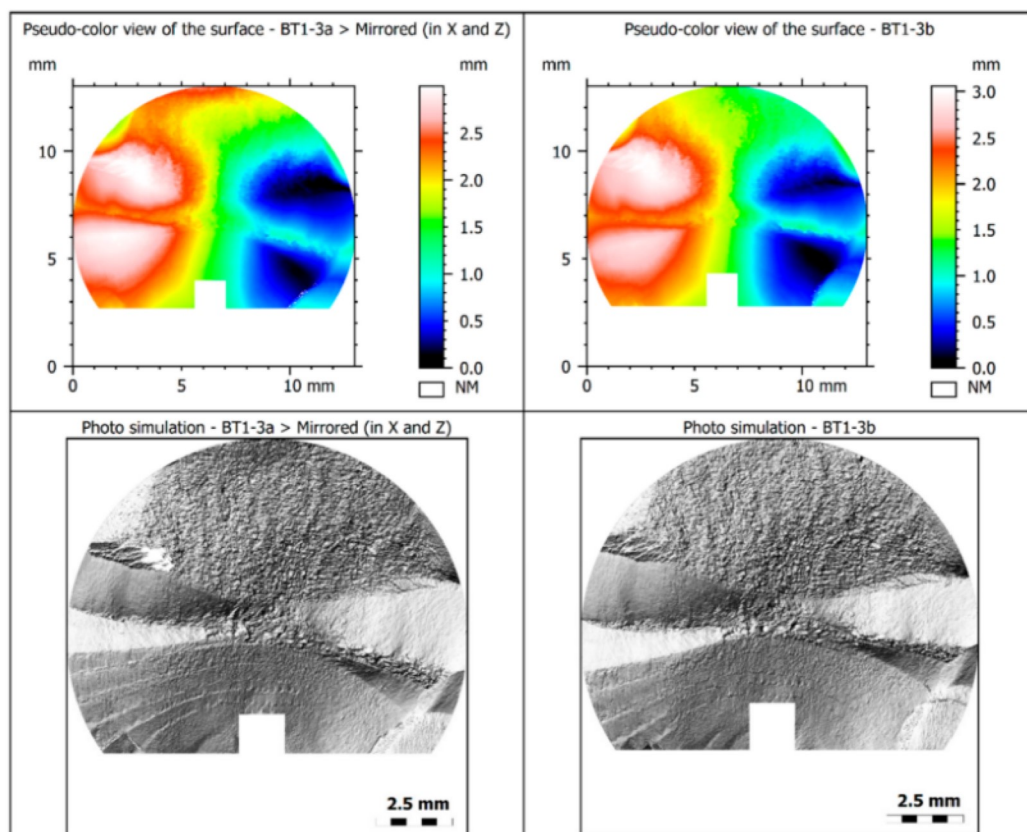 Pseudo-color view of the surface - BT1-3a > Mirrored (in X and Z)
mm
mm
10
5
0
0
5
10 mm
2.5
2.0
1.5
1.0
0.5
0.0
NM
Pseudo-color view of the surface - BT1-3b
mm
mm
10
5
0
0
5
10 mm
3.0
2.5
2.0
1.5
1.0
0.5
0.0
NM
Photo simulation - BT1-3a > Mirrored (in X and Z)
2.5 mm
Photo simulation - BT1-3b
2.5 mm